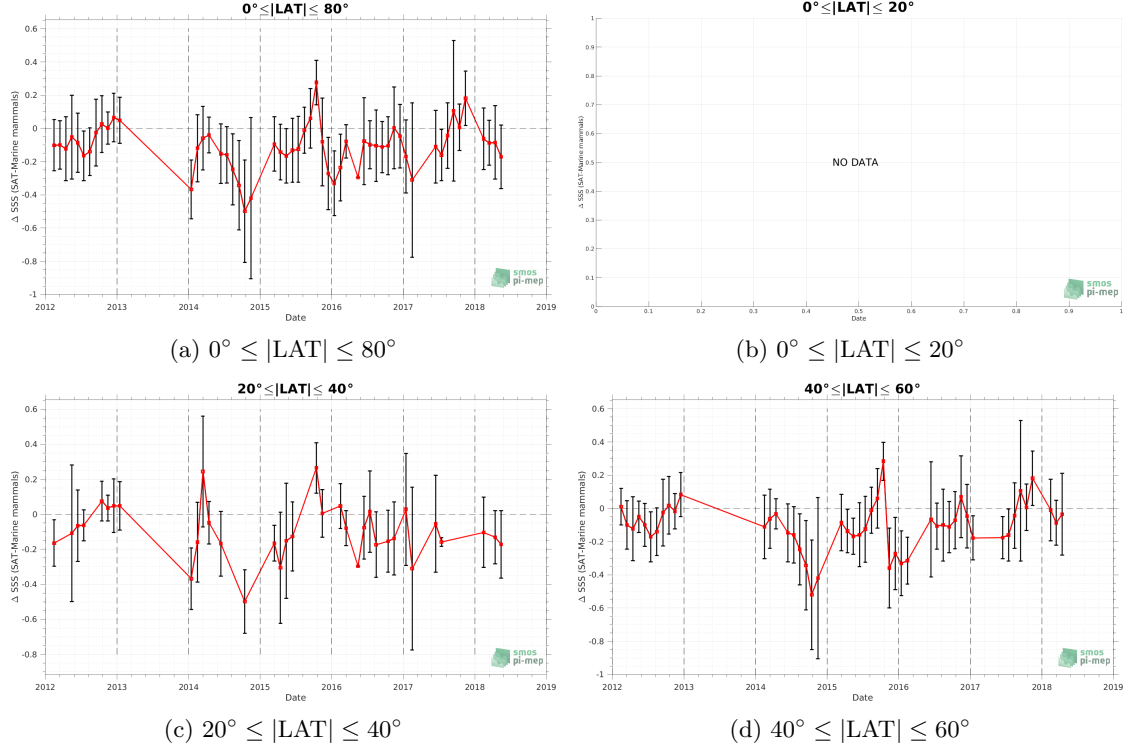 0°≤|LAT|≤ 80°
Δ SSS (SAT-Marine mammals)
0.6
0.4
0.2
0
-0.2
-0.4
-0.6
-0.8
-1
2012 2013 2014 2015 2016 2017 2018 2019
Date
smos
pi-mep
(a) 0° ≤ |LAT| ≤ 80°
0°≤|LAT|≤ 20°
Δ SSS (SAT-Marine mammals)
1
0.9
0.8
0.7
0.6
0.5
0.4
0.3
0.2
0.1
0
NO DATA
0 0.1 0.2 0.3 0.4 0.5 0.6 0.7 0.8 0.9 1
Date
smos
pi-mep
(b) 0° ≤ |LAT| ≤ 20°
20°≤|LAT|≤ 40°
Δ SSS (SAT-Marine mammals)
0.6
0.4
0.2
0
-0.2
-0.4
-0.6
-0.8
2012 2013 2014 2015 2016 2017 2018 2019
Date
smos
pi-mep
(c) 20° ≤ |LAT| ≤ 40°
40°≤|LAT|≤ 60°
Δ SSS (SAT-Marine mammals)
0.6
0.4
0.2
0
-0.2
-0.4
-0.6
-0.8
-1
2012 2013 2014 2015 2016 2017 2018 2019
Date
smos
pi-mep
(d) 40° ≤ |LAT| ≤ 60°